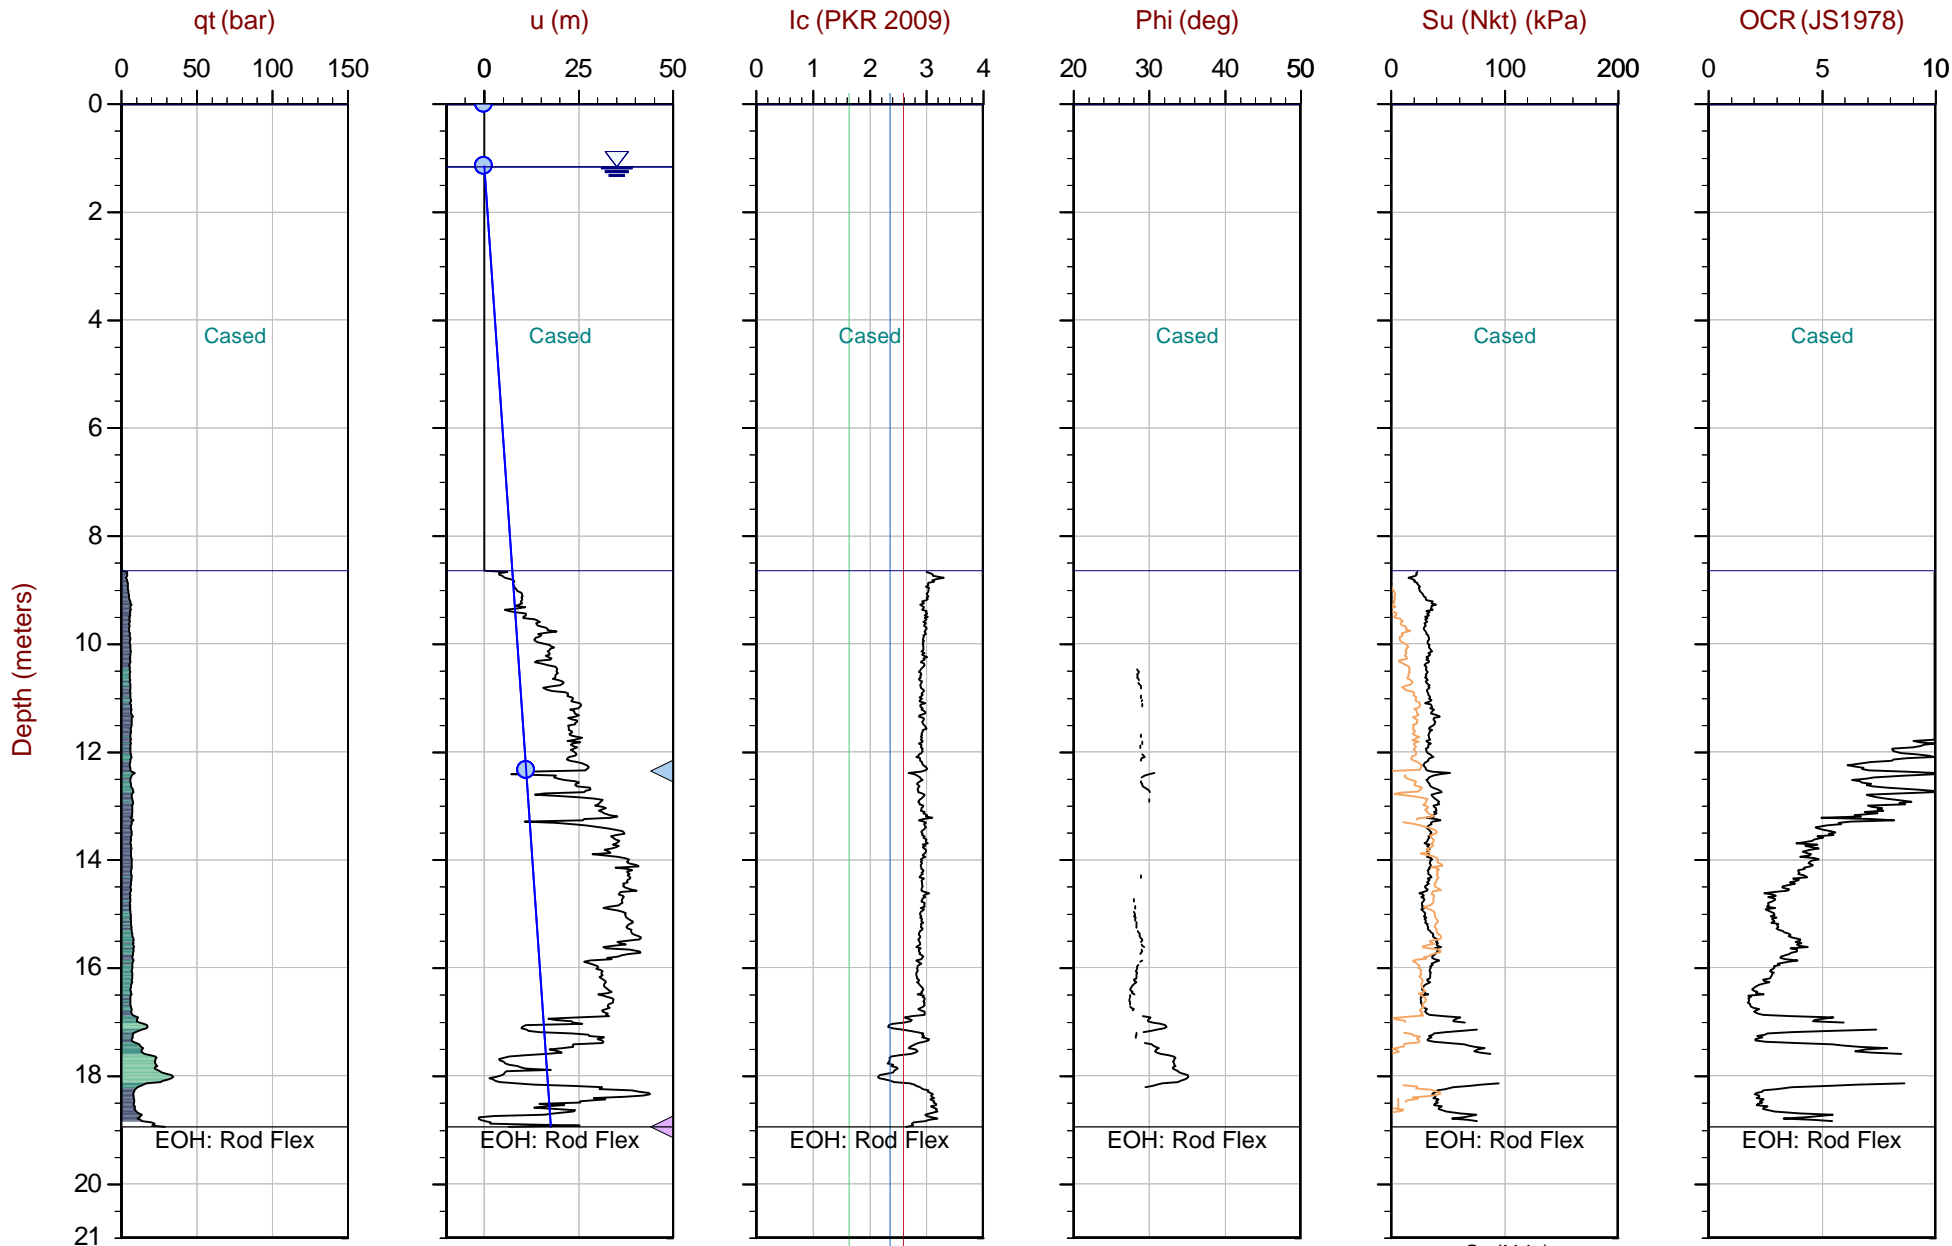 qt (bar) u (m) Ic (PKR 2009) Phi (deg) Su (Nkt) (kPa) OCR (JS1978)
0 50 100 150 0 25 50 0 1 2 3 4 20 30 40 50 0 100 200 0 5 10
0
2
4
Cased Cased Cased Cased Cased Cased
6
8
Depth (meters)
10
12
14
16
18
EOH: Rod Flex EOH: Rod Flex EOH: Rod Flex EOH: Rod Flex EOH: Rod Flex EOH: Rod Flex
20
21